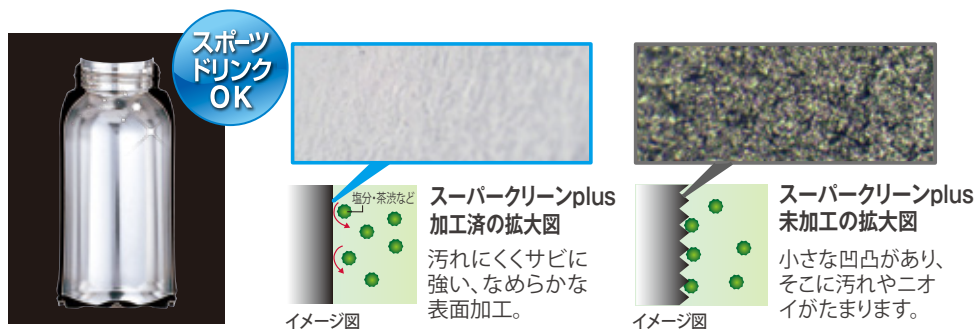 スポーツ
ドリンク
OK
塩分・茶渋など
イメージ図
スーパークリーンplus
加工済の拡大図
汚れにくくサビに
強い、なめらかな
表面加工。
イメージ図
スーパークリーンplus
未加工の拡大図
小さな凹凸があり、
そこに汚れやニオ
イがたまります。